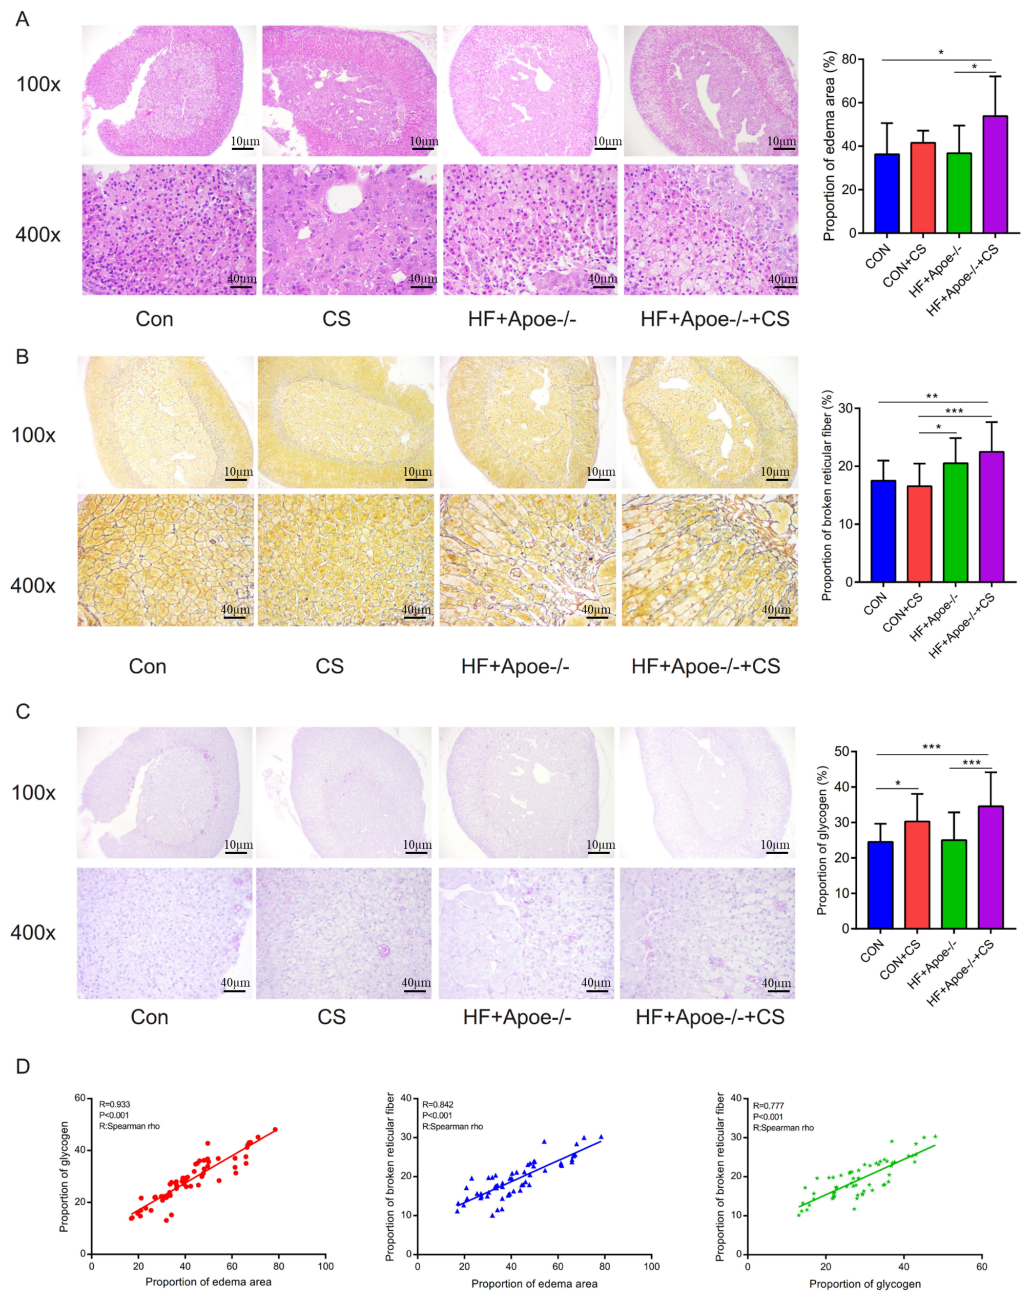 A
100x
10μm
10μm
10μm
10μm
400x
40μm
40μm
40μm
40μm
Con
CS
HF+Apoe-/-
HF+Apoe-/-+CS
Proportion of edema area (%)
80
60
40
20
0
*
*
CON
CON+CS
HF+Apoe-/-
HF+Apoe-/-+CS
B
100x
10μm
10μm
10μm
10μm
400x
40μm
40μm
40μm
40μm
Con
CS
HF+Apoe-/-
HF+Apoe-/-+CS
Proportion of broken reticular fiber (%)
30
20
10
0
**
***
*
CON
CON+CS
HF+Apoe-/-
HF+Apoe-/-+CS
C
100x
10μm
10μm
10μm
10μm
400x
40μm
40μm
40μm
40μm
Con
CS
HF+Apoe-/-
HF+Apoe-/-+CS
Proportion of glycogen (%)
50
40
30
20
10
0
***
***
*
CON
CON+CS
HF+Apoe-/-
HF+Apoe-/-+CS
D
Proportion of glycogen
60
40
20
0
R=0.933
P<0.001
R:Spearman rho
0 20 40 60 80 100
Proportion of edema area
Proportion of broken reticular fiber
40
30
20
10
0
R=0.842
P<0.001
R:Spearman rho
0 20 40 60 80 100
Proportion of edema area
Proportion of broken reticular fiber
40
30
20
10
0
R=0.777
P<0.001
R:Spearman rho
0 20 40 60
Proportion of glycogen